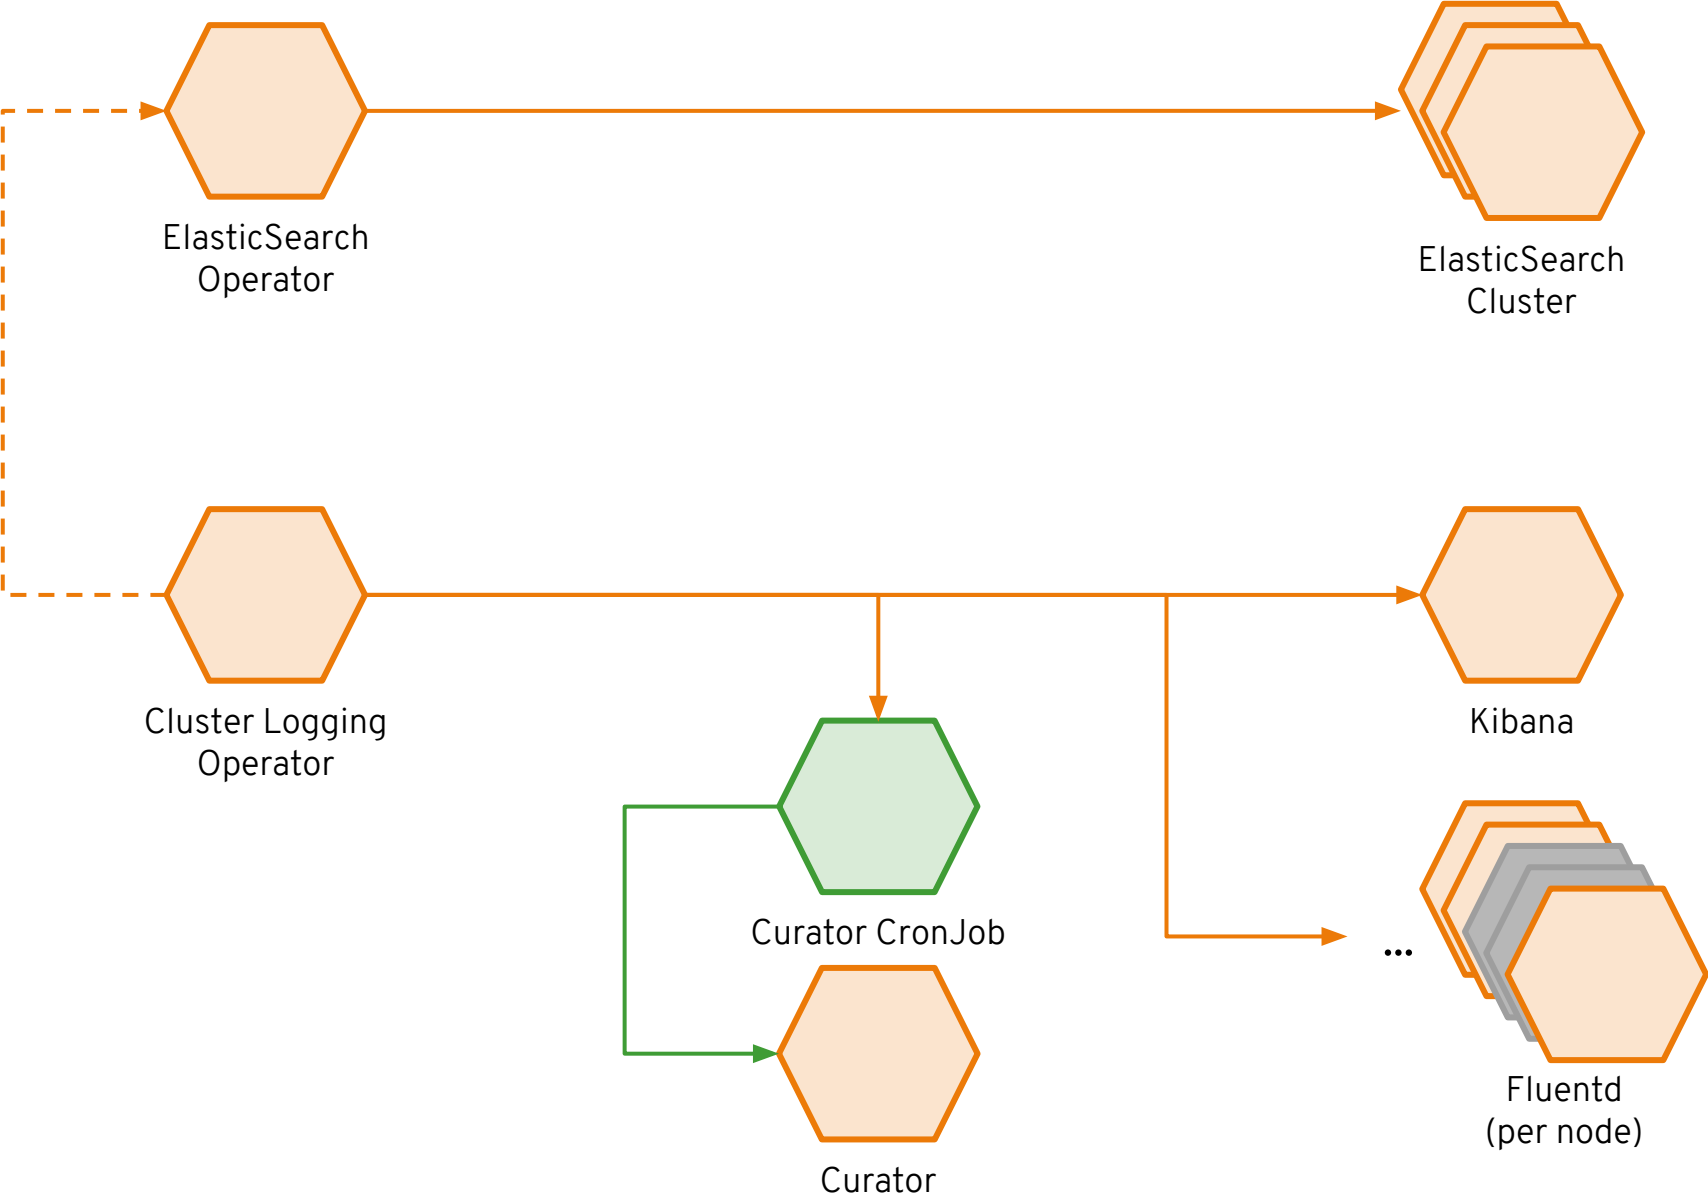 ElasticSearch
Operator
ElasticSearch
Cluster
Cluster Logging
Operator
Kibana
Curator CronJob
...
Fluentd
(per node)
Curator